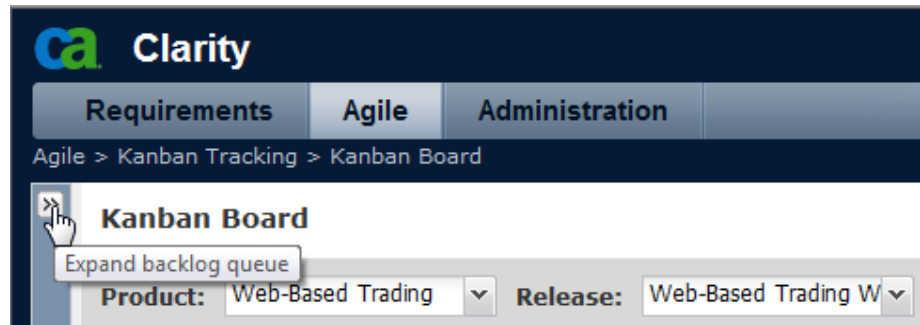 ca Clarity
Requirements Agile Administration
Agile > Kanban Tracking > Kanban Board
»
Kanban Board
Expand backlog queue
Product: Web-Based Trading Release: Web-Based Trading W